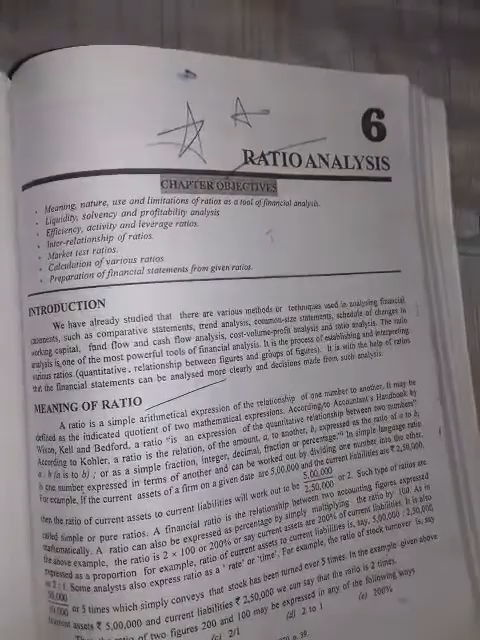 6
RATIO ANALYSIS
CHAPTER OBJECTIVES
• Meaning, nature, use and limitations of ratios as a tool of financial analysis.
• Liquidity, solvency and profitability analysis
• Efficiency, activity and leverage ratios.
• Inter-relationship of ratios.
• Market test ratios.
• Calculation of various ratios
• Preparation of financial statements from given ratios.
INTRODUCTION
We have already studied that there are various methods or techniques used in analysing financial
statements, such as comparative statements, trend analysis, common-size statements, schedule of changes in
working capital, fund flow and cash flow analysis, cost-volume-profit analysis and ratio analysis. The ratio
analysis is one of the most powerful tools of financial analysis. It is the process of establishing and interpreting
various ratios (quantitative relationship between figures and groups of figures). It is with the help of ratios
that the financial statements can be analysed more clearly and decisions made from such analysis.
MEANING OF RATIO
A ratio is a simple arithmetical expression of the relationship of one number to another. It may be
defined as the indicated quotient of two mathematical expressions. According to Accountant's Handbook by
Wixon, Kell and Bedford, a ratio "is an expression of the quantitative relationship between two numbers"
According to Kohler, a ratio is the relation, of the amount, a, to another, b, expressed as the ratio of a to b;
a : b (a is to b) ; or as a simple fraction, integer, decimal, fraction or percentage." In simple language ratio
is one number expressed in terms of another and can be worked out by dividing one number into the other.
For example, if the current assets of a firm on a given date are 5,00,000 and the current liabilities are ₹ 2,50,000,
then the ratio of current assets to current liabilities will work out to be 5,00,000/2,50,000 or 2. Such type of ratios are
called simple or pure ratios. A financial ratio is the relationship between two accounting figures expressed
mathematically. A ratio can also be expressed as percentage by simply multiplying the ratio by 100. As in
the above example, the ratio is 2 × 100 or 200% or say current assets are 200% of current liabilities. It is also
expressed as a proportion for example, ratio of current assets to current liabilities is, say, 5,00,000 : 2,50,000
or 2 : 1. Some analysts also express ratio as a 'rate' or 'time'. For example, the ratio of stock turnover is, say
or 5 times which simply conveys that stock has been turned over 5 times. In the example given above
current assets ₹ 5,00,000 and current liabilities ₹ 2,50,000 we can say that the ratio is 2 times.
ratio of two figures 200 and 100 may be expressed in any of the following ways
(c) 2/1 (d) 2 to 1 (e) 200%